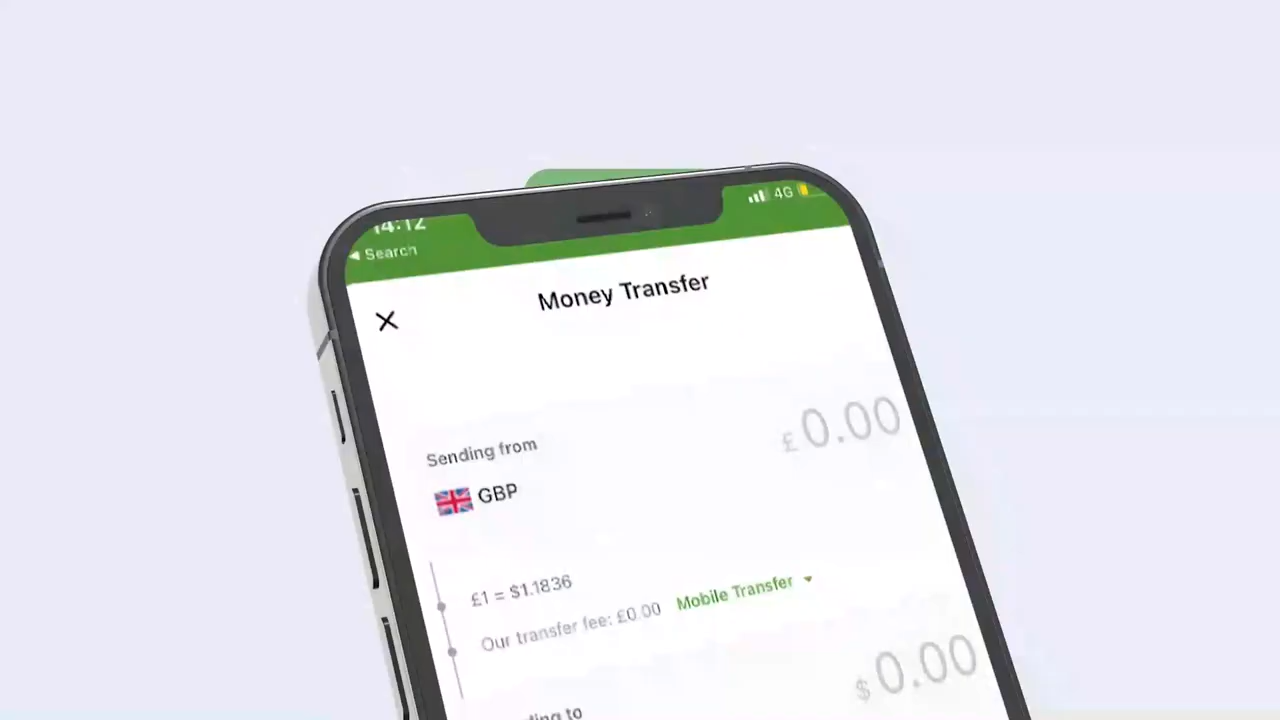 14:12
4G
◀ Search
Money Transfer
Sending from
£ 0.00
GBP
£1 = $1.1836
Our transfer fee: £0.00 Mobile Transfer
$ 0.00
to